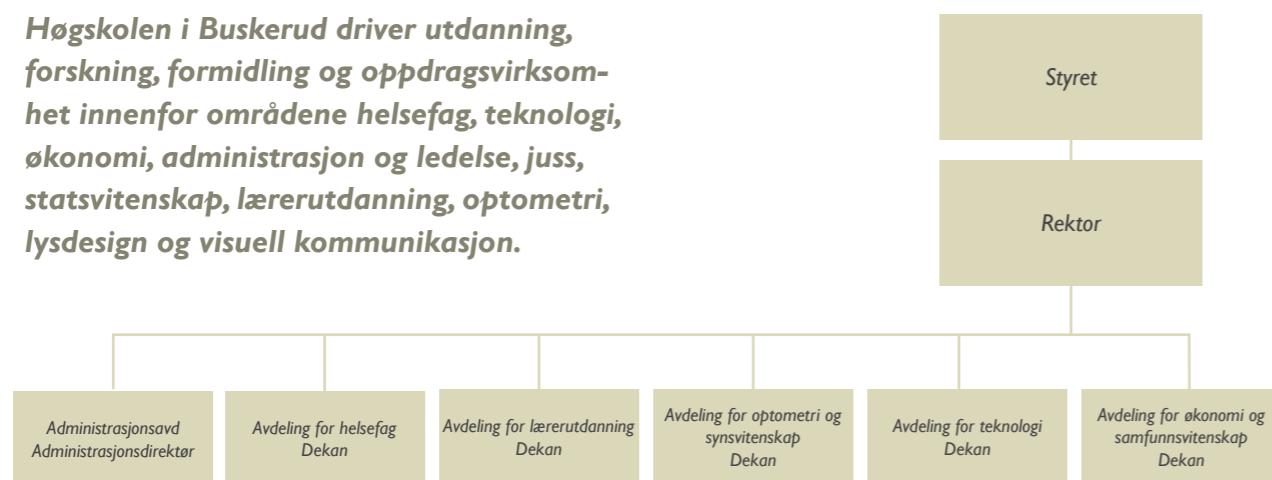 Høgskolen i Buskerud driver utdanning,
forskning, formidling og oppdragsvirksom-
het innenfor områdene helsefag, teknologi,
økonomi, administrasjon og ledelse, juss,
statsvitenskap, lærerutdanning, optometri,
lysdesign og visuell kommunikasjon.
Styret
Rektor
Administrasjonsavd
Administrasjonsdirektør
Avdeling for helsefag
Dekan
Avdeling for lærerutdanning
Dekan
Avdeling for optometri og
synsvitenskap
Dekan
Avdeling for teknologi
Dekan
Avdeling for økonomi og
samfunnsvitenskap
Dekan